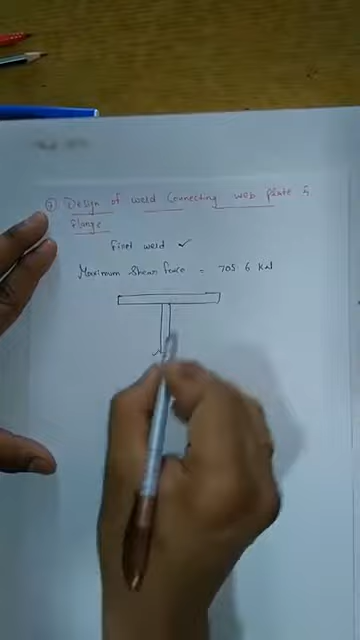 ⑦ Design of weld Connecting web plate &
flange
fillet weld ✓
Maximum Shear force = 705.6 KN